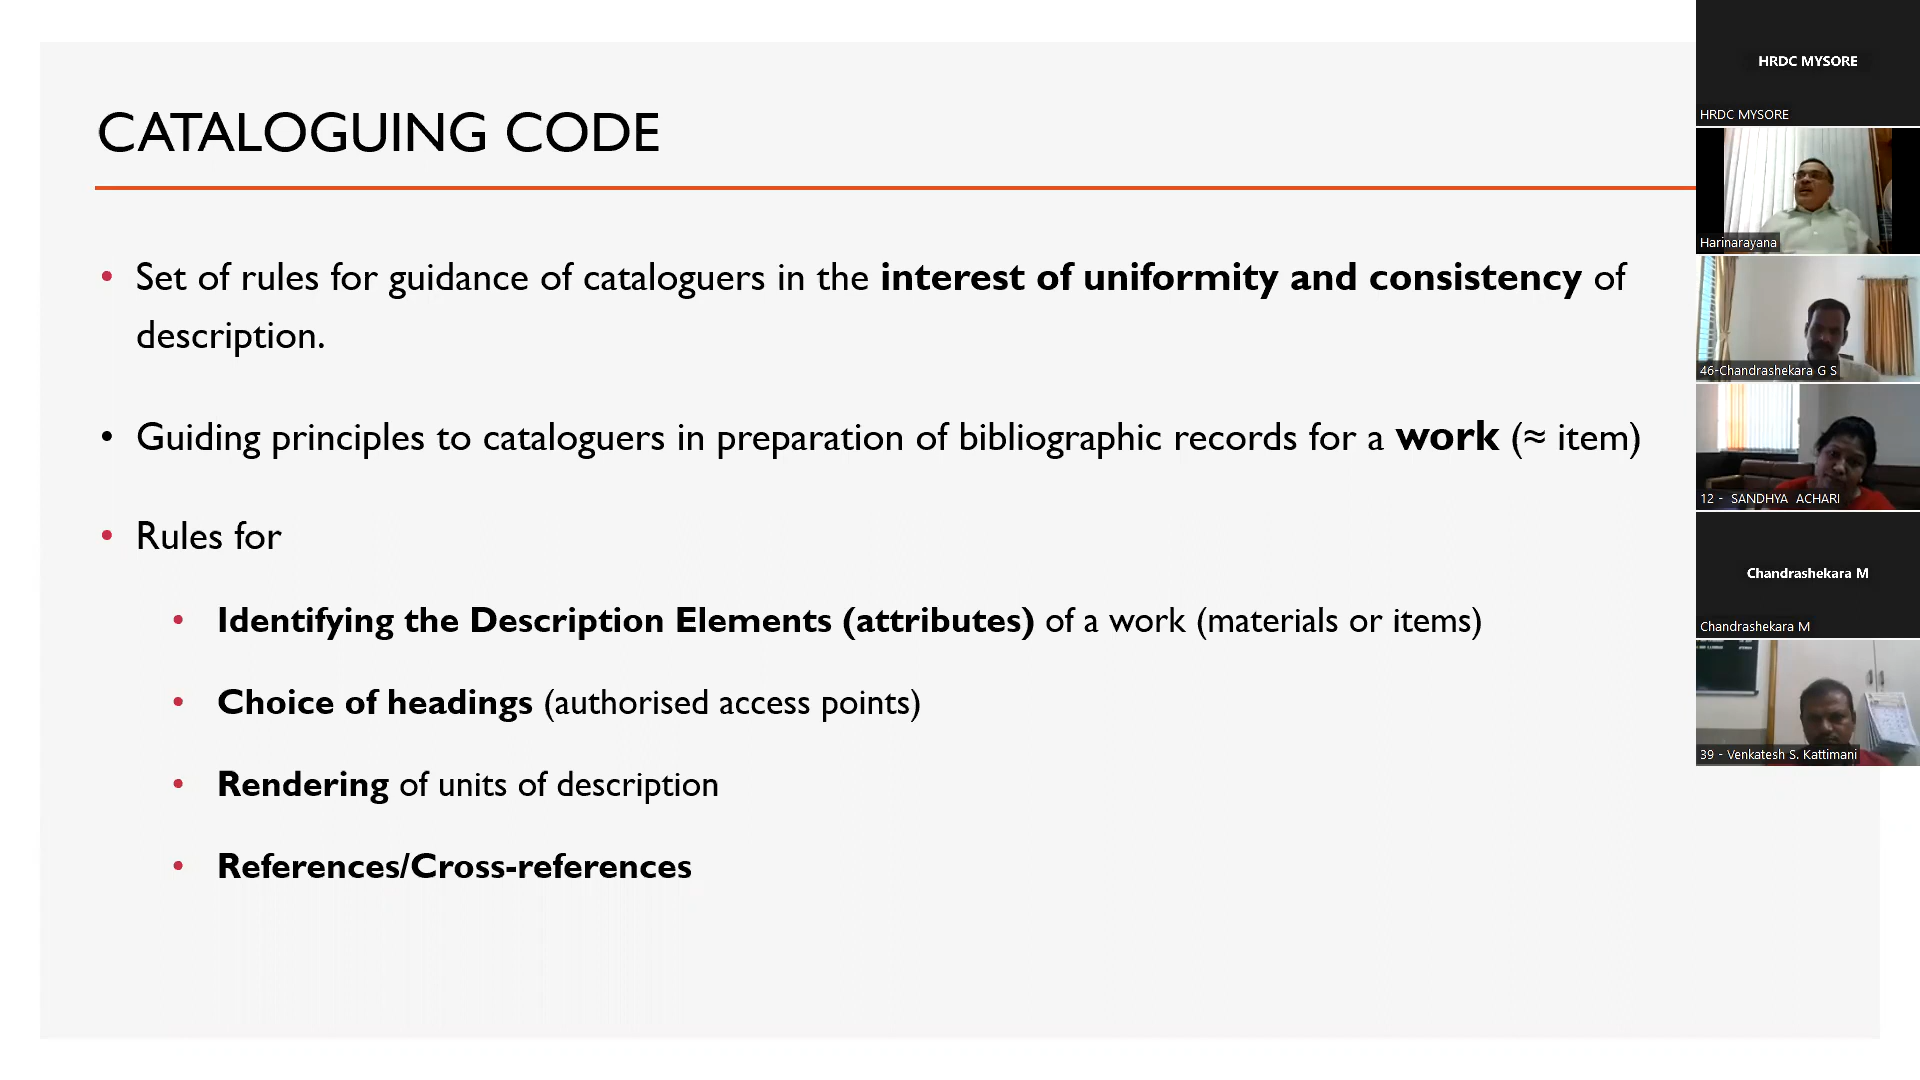 CATALOGUING CODE
• Set of rules for guidance of cataloguers in the interest of uniformity and consistency of
description.
• Guiding principles to cataloguers in preparation of bibliographic records for a work (≈ item)
• Rules for
• Identifying the Description Elements (attributes) of a work (materials or items)
• Choice of headings (authorised access points)
• Rendering of units of description
• References/Cross-references
HRDC MYSORE
HRDC MYSORE
Harinarayana
46-Chandrashekara G S
12 - SANDHYA ACHARI
Chandrashekara M
Chandrashekara M
39 - Venkatesh S. Kattimani